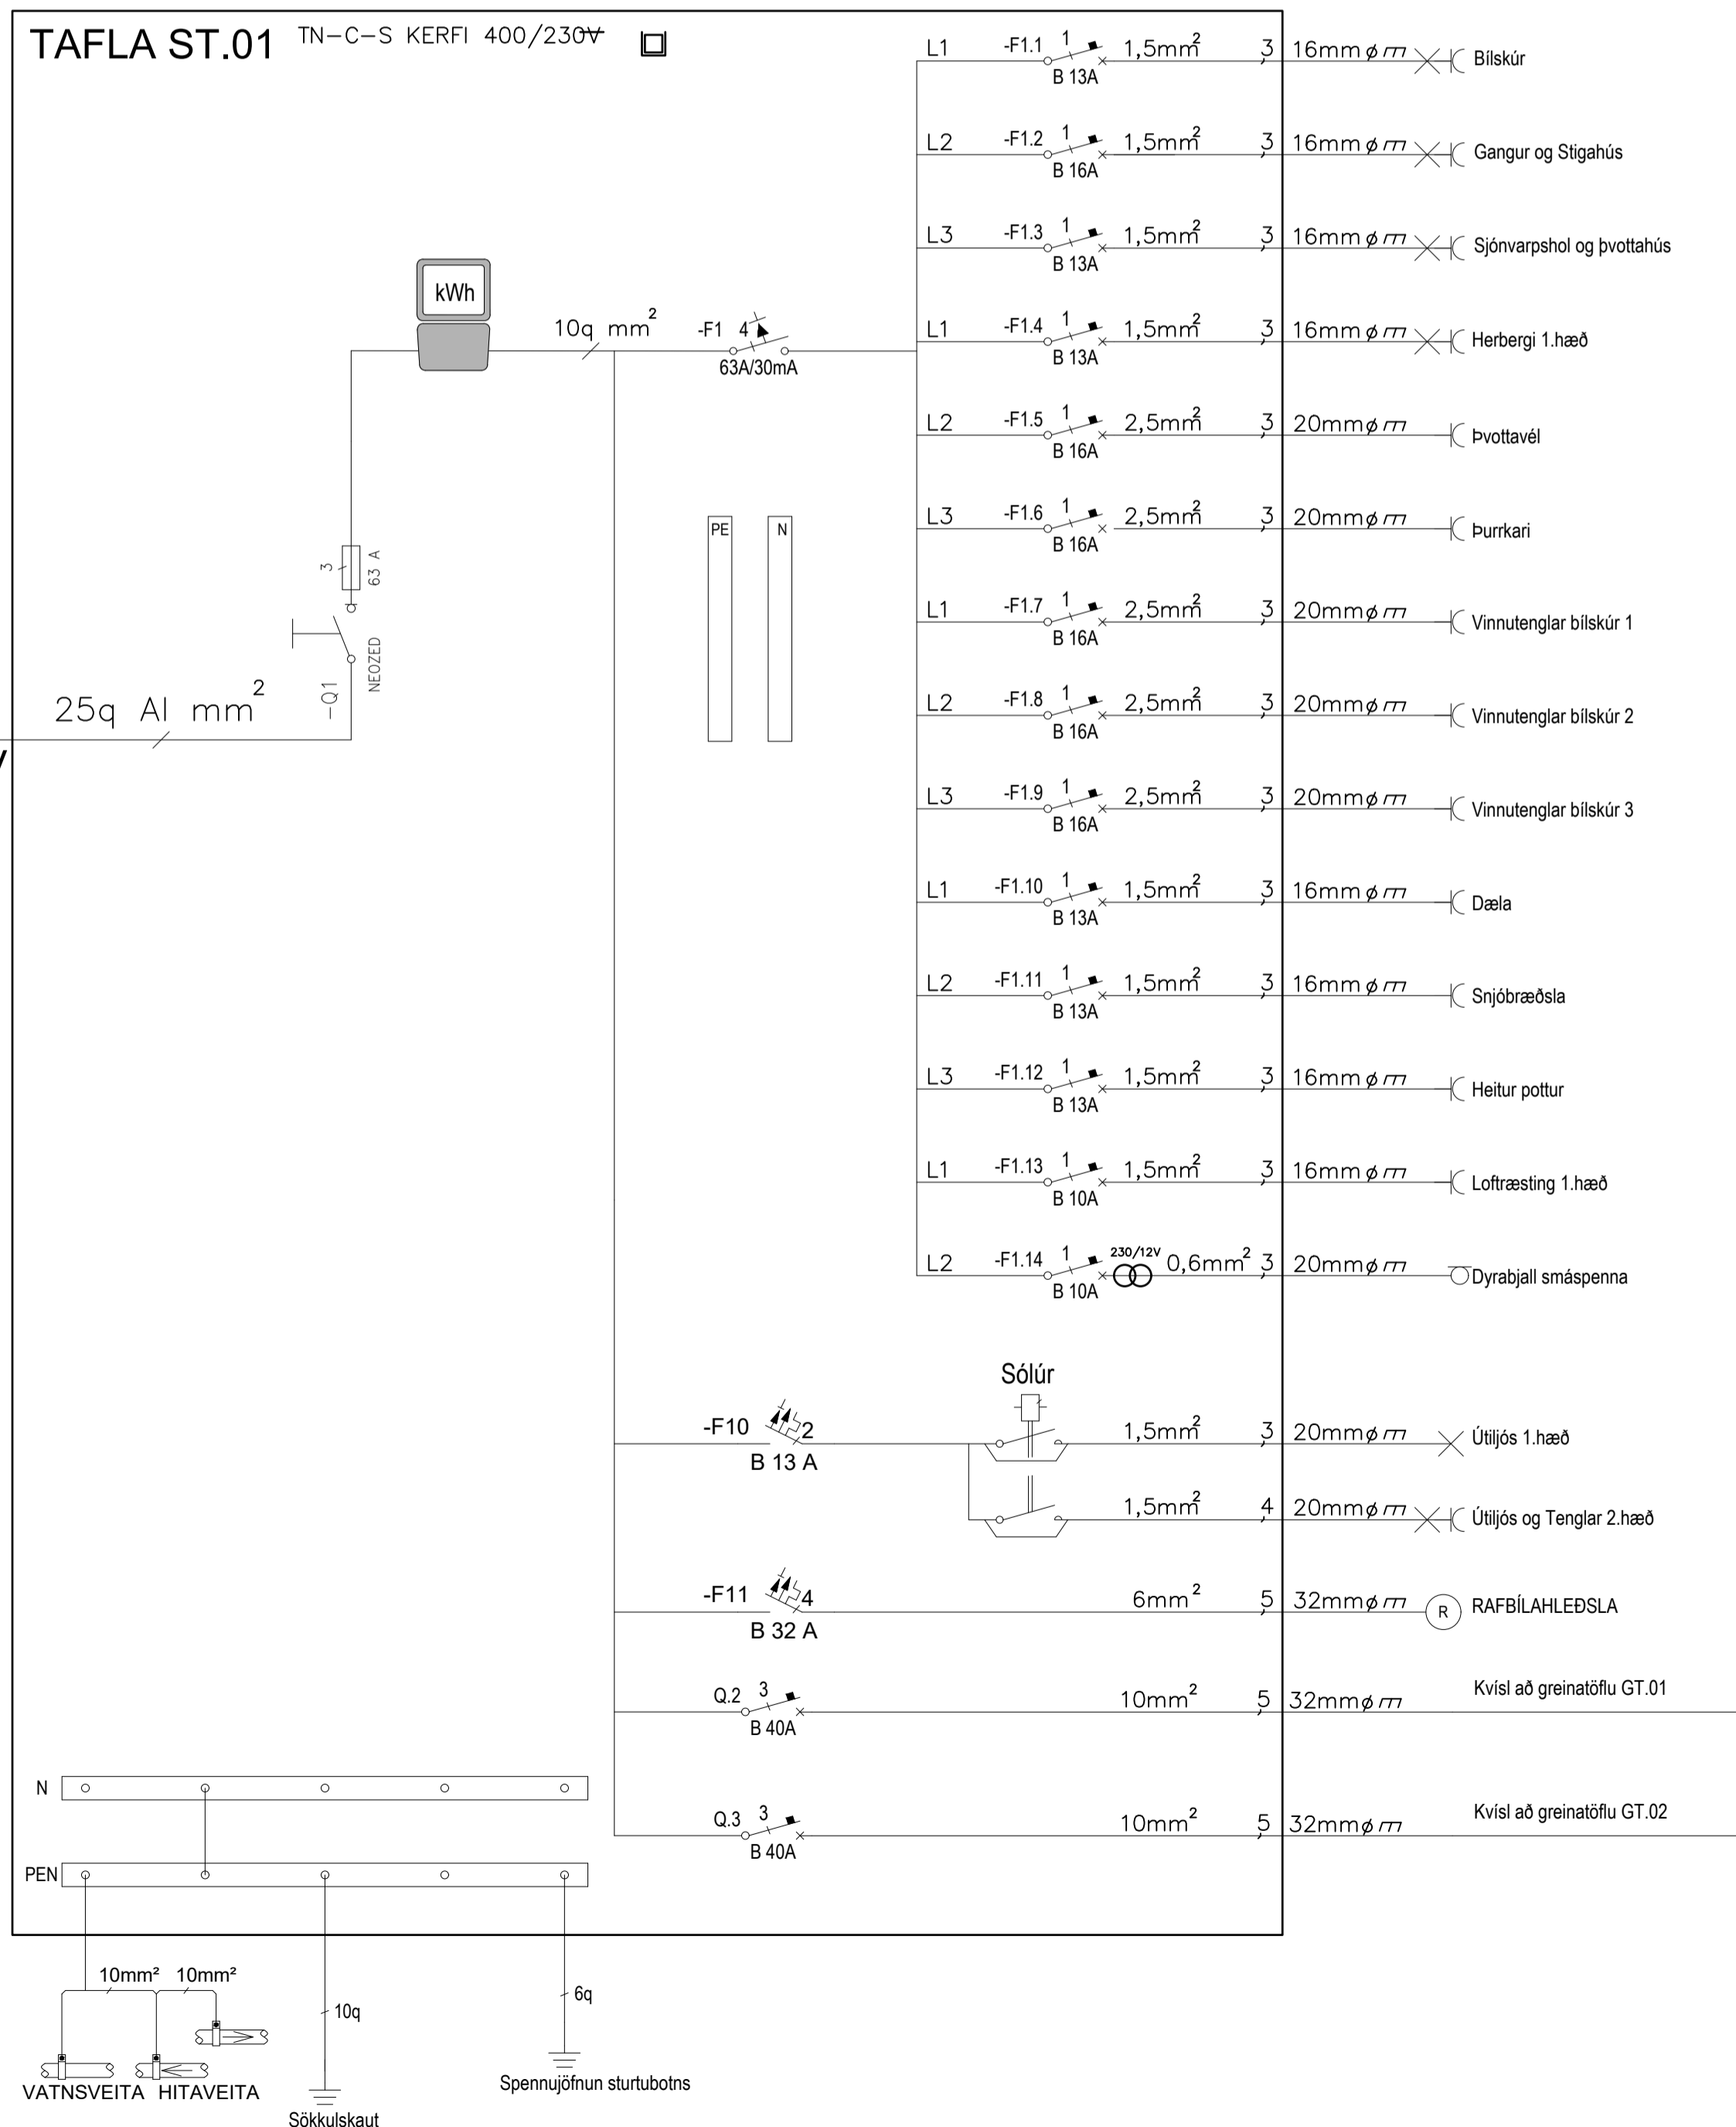 TAFLA ST.01 TN-C-S KERFI 400/230V
L1 -F1.1 1 B 13A 1,5mm² 3 16mmø Bílskúr
L2 -F1.2 1 B 16A 1,5mm² 3 16mmø Gangur og Stigahús
L3 -F1.3 1 B 13A 1,5mm² 3 16mmø Sjónvarpshol og þvottahús
L1 -F1.4 1 B 13A 1,5mm² 3 16mmø Herbergi 1.hæð
L2 -F1.5 1 B 16A 2,5mm² 3 20mmø Þvottavél
L3 -F1.6 1 B 16A 2,5mm² 3 20mmø Þurrkari
L1 -F1.7 1 B 16A 2,5mm² 3 20mmø Vinnutenglar bílskúr 1
L2 -F1.8 1 B 16A 2,5mm² 3 20mmø Vinnutenglar bílskúr 2
L3 -F1.9 1 B 16A 2,5mm² 3 20mmø Vinnutenglar bílskúr 3
L1 -F1.10 1 B 13A 1,5mm² 3 16mmø Dæla
L2 -F1.11 1 B 13A 1,5mm² 3 16mmø Snjóbræðsla
L3 -F1.12 1 B 13A 1,5mm² 3 16mmø Heitur pottur
L1 -F1.13 1 B 10A 1,5mm² 3 16mmø Loftræsting 1.hæð
L2 -F1.14 1 B 10A 230/12V 0,6mm² 3 20mmø Dyrabjall smáspenna
kWh
10q mm²
-F1 4
63A/30mA
PE N
3 63 A
NEOZED
-Q1
25q Al mm²
Sólúr
-F10 2 B 13 A 1,5mm² 3 20mmø Útiljós 1.hæð
1,5mm² 4 20mmø Útiljós og Tenglar 2.hæð
-F11 4 B 32 A 6mm² 5 32mmø R RAFBÍLAHLEÐSLA
Q.2 3 B 40A 10mm² 5 32mmø Kvísl að greinatöflu GT.01
Q.3 3 B 40A 10mm² 5 32mmø Kvísl að greinatöflu GT.02
N
PEN
10mm² 10mm²
10q
6q
VATNSVEITA HITAVEITA
Sökkulskaut
Spennujöfnun sturtubotns